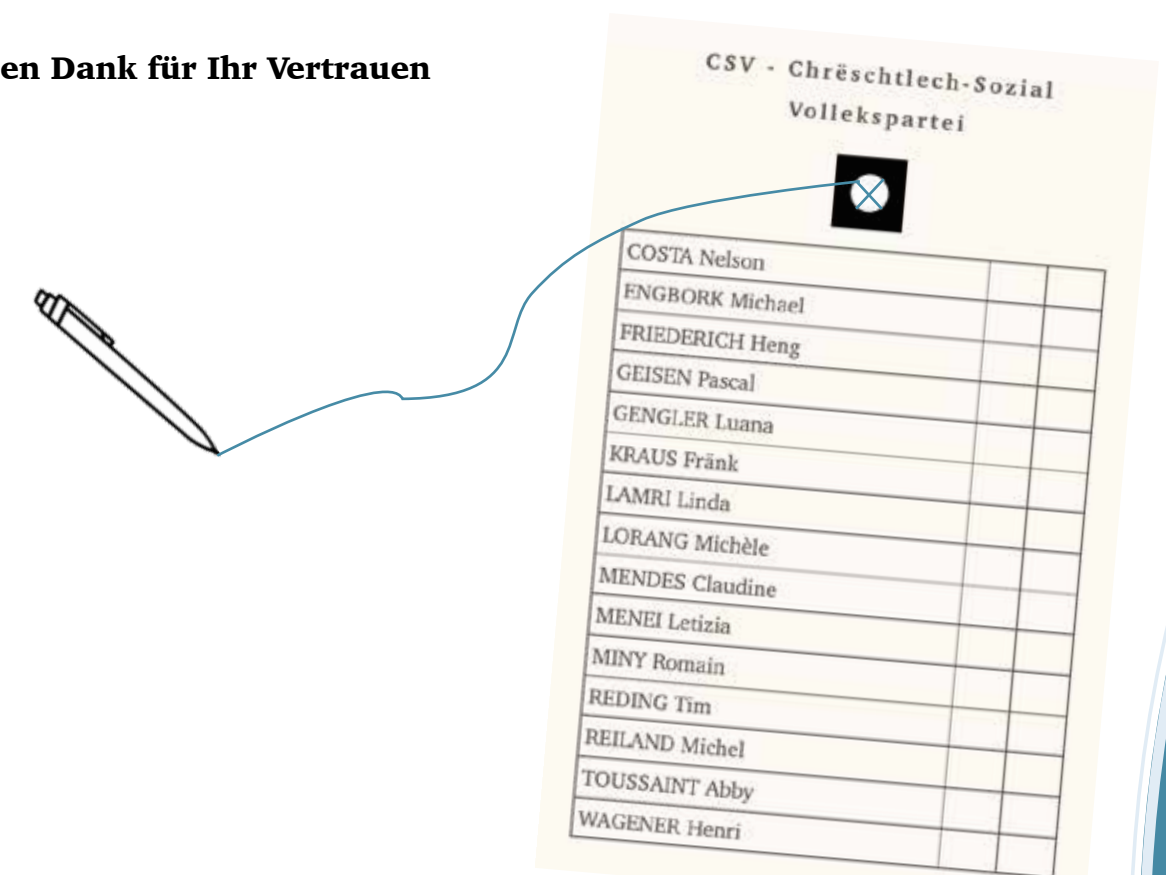 en Dank für Ihr Vertrauen
CSV - Chrëschtlech-Sozial
Vollekspartei
COSTA Nelson
ENGBORK Michael
FRIEDERICH Heng
GEISEN Pascal
GENGLER Luana
KRAUS Fränk
LAMRI Linda
LORANG Michèle
MENDES Claudine
MENEI Letizia
MINY Romain
REDING Tim
REILAND Michel
TOUSSAINT Abby
WAGENER Henri